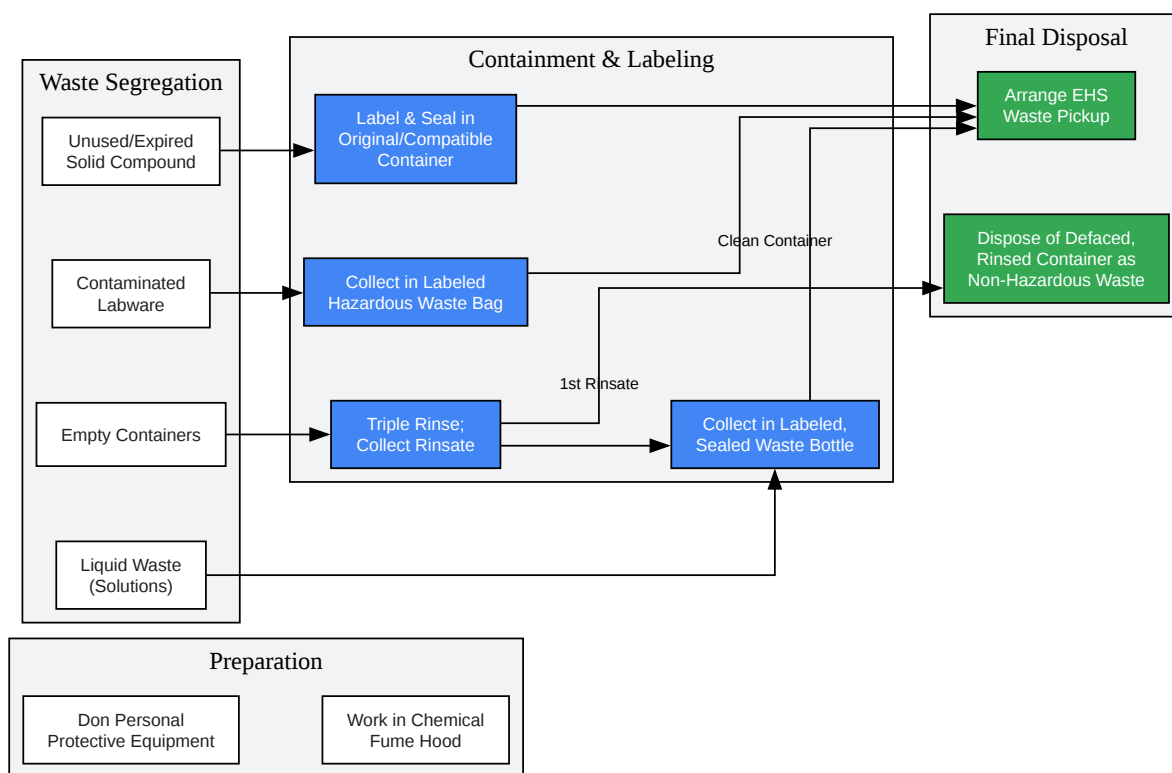 Waste Segregation
Unused/Expired
Solid Compound
Contaminated
Labware
Empty Containers
Liquid Waste
(Solutions)
Containment & Labeling
Label & Seal in
Original/Compatible
Container
Collect in Labeled
Hazardous Waste Bag
Triple Rinse;
Collect Rinsate
Collect in Labeled,
Sealed Waste Bottle
Clean Container
1st Rinsate
Final Disposal
Arrange EHS
Waste Pickup
Dispose of Defaced,
Rinsed Container as
Non-Hazardous Waste
Preparation
Don Personal
Protective Equipment
Work in Chemical
Fume Hood